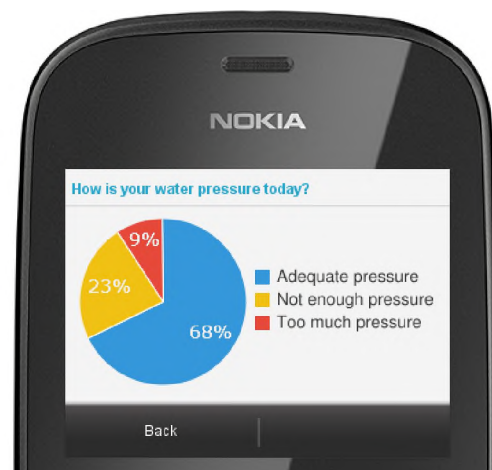 NOKIA
How is your water pressure today?
9%
23%
68%
Adequate pressure
Not enough pressure
Too much pressure
Back